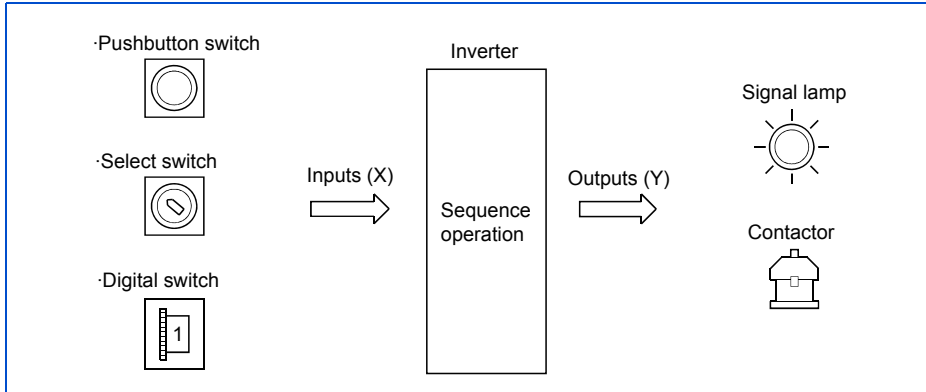 ·Pushbutton switch
·Select switch
·Digital switch
1
Inputs (X)
Inverter
Sequence
operation
Outputs (Y)
Signal lamp
Contactor